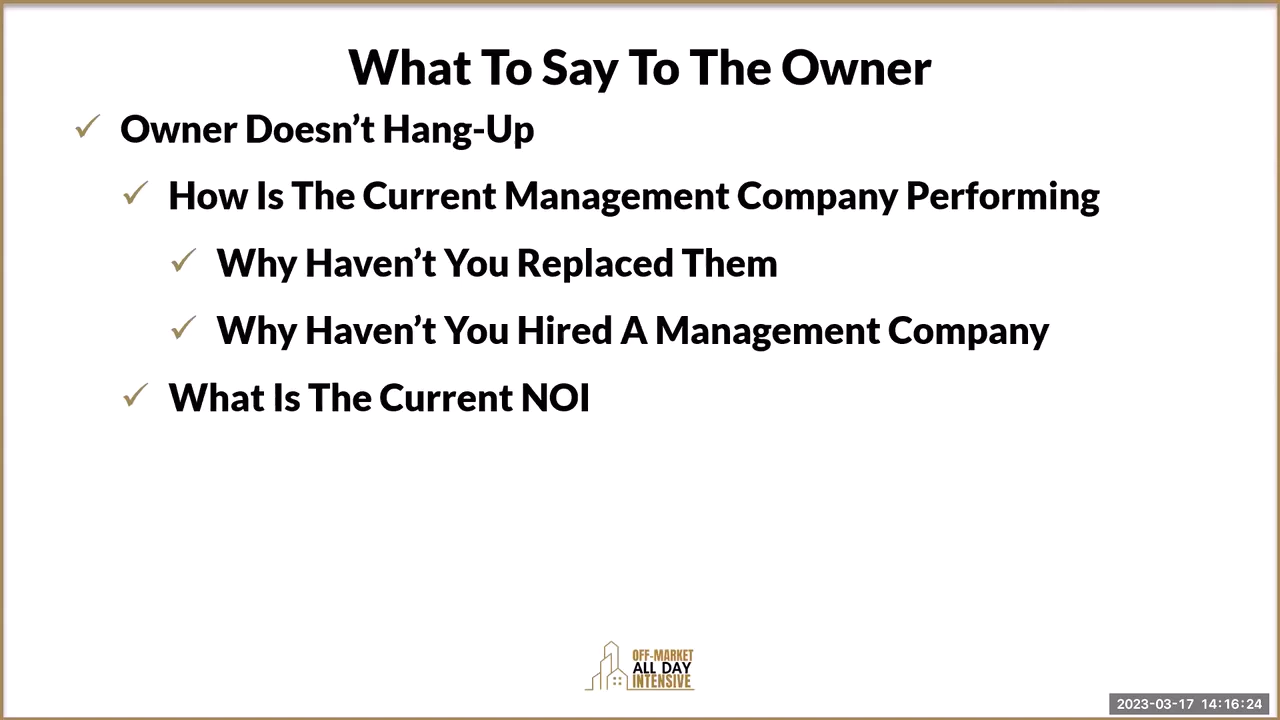 What To Say To The Owner
Owner Doesn’t Hang-Up
How Is The Current Management Company Performing
Why Haven’t You Replaced Them
Why Haven’t You Hired A Management Company
What Is The Current NOI
OFF-MARKET
ALL DAY
INTENSIVE
2023-03-17 14:16:24